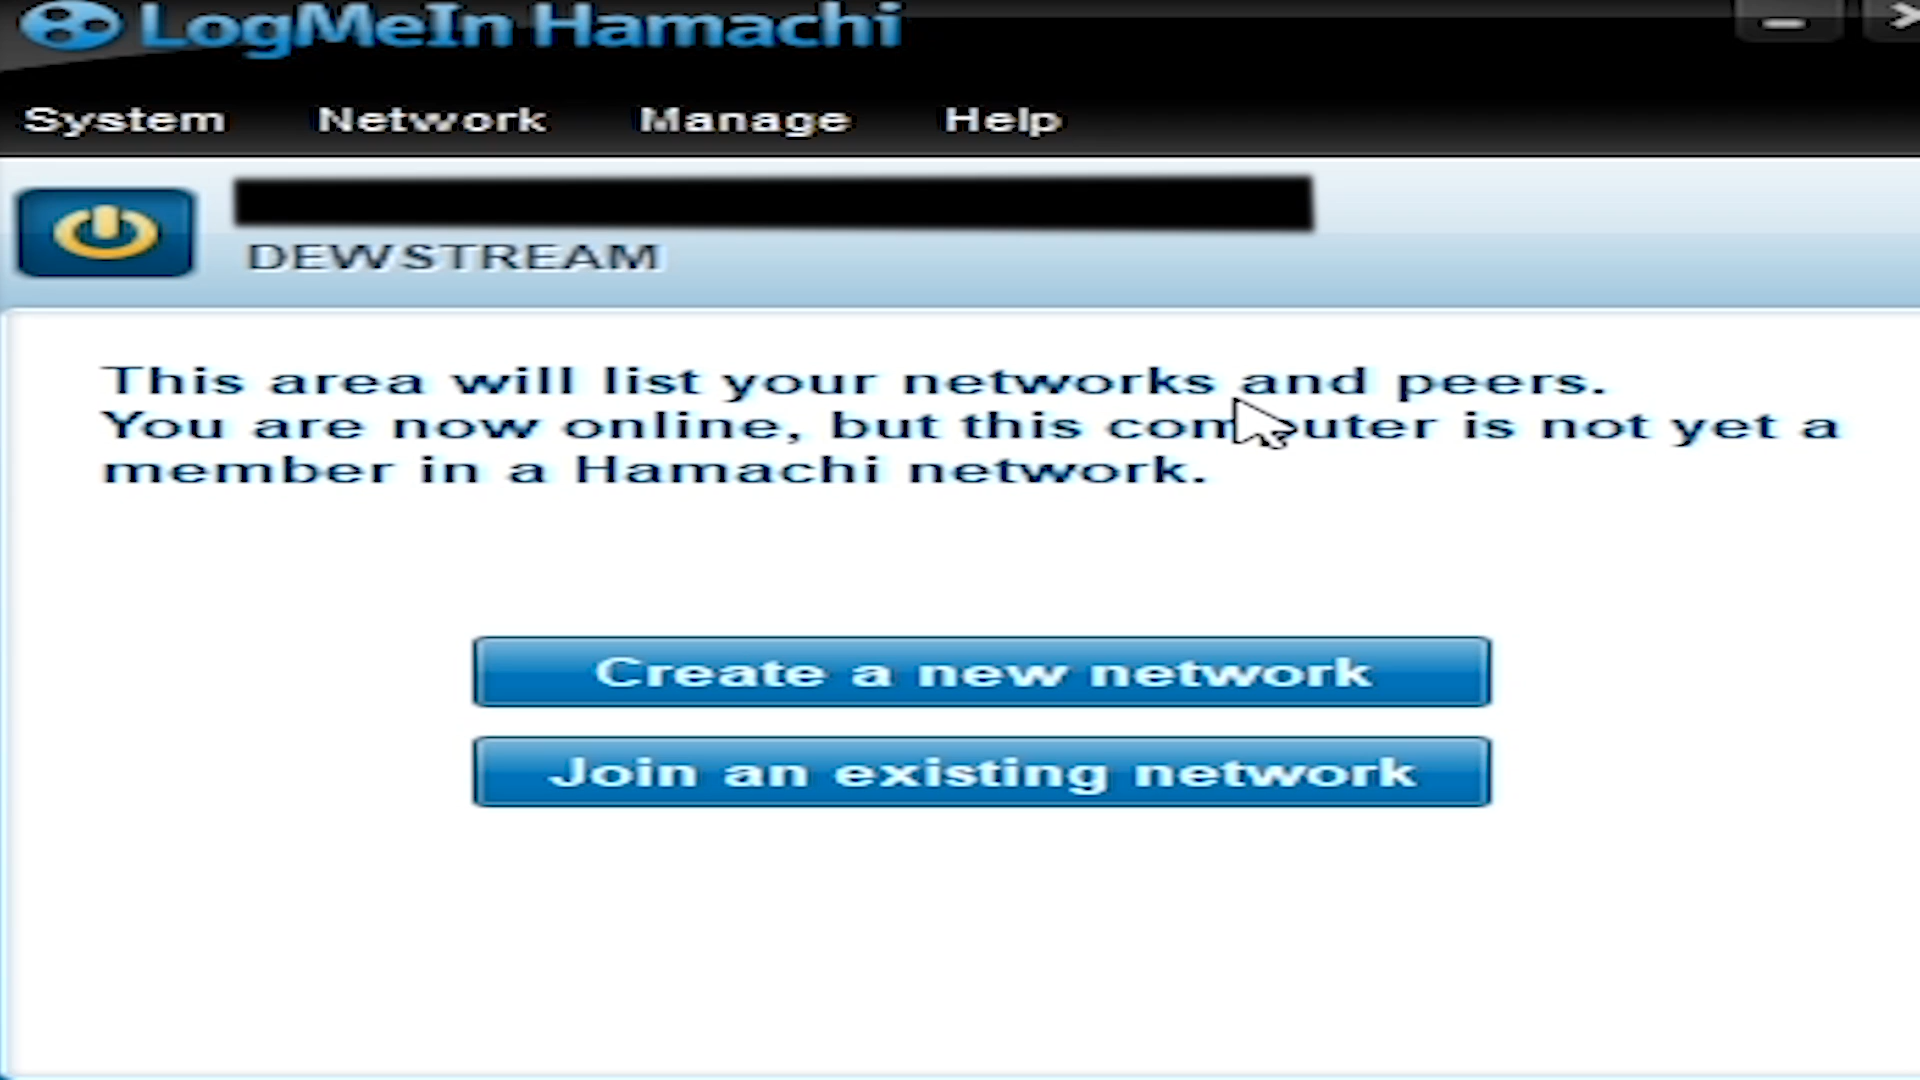 LogMeIn Hamachi
System Network Manage Help
DEWSTREAM
This area will list your networks and peers.
You are now online, but this computer is not yet a
member in a Hamachi network.
Create a new network
Join an existing network